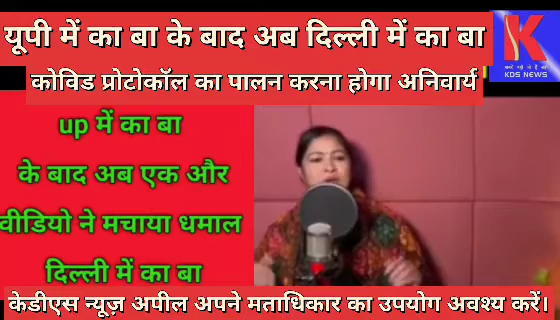 यूपी में का बा के बाद अब दिल्ली में का बा
कोविड प्रोटोकॉल का पालन करना होगा अनिवार्य
KDS NEWS
up में का बा
के बाद अब एक और
वीडियो ने मचाया धमाल
दिल्ली में का बा
केडीएस न्यूज़ अपील अपने मताधिकार का उपयोग अवश्य करें।